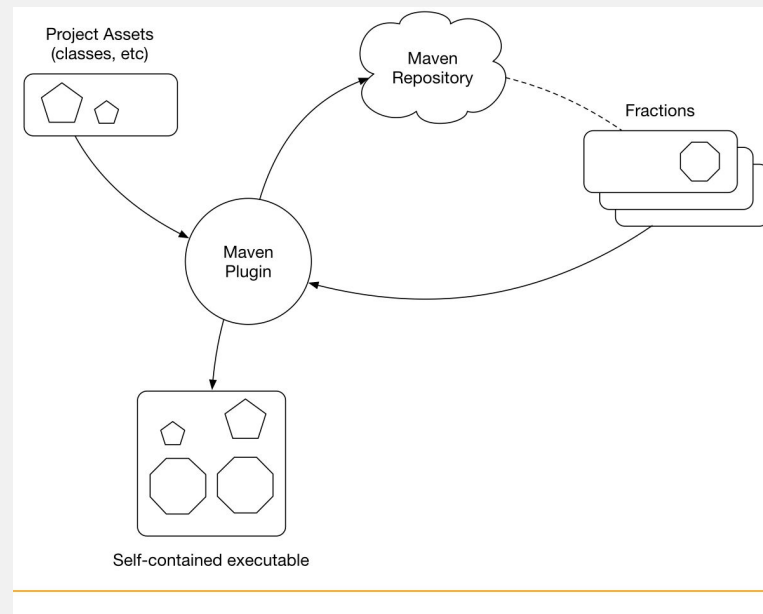 Project Assets
(classes, etc)
Maven
Repository
Fractions
Maven
Plugin
Self-contained executable